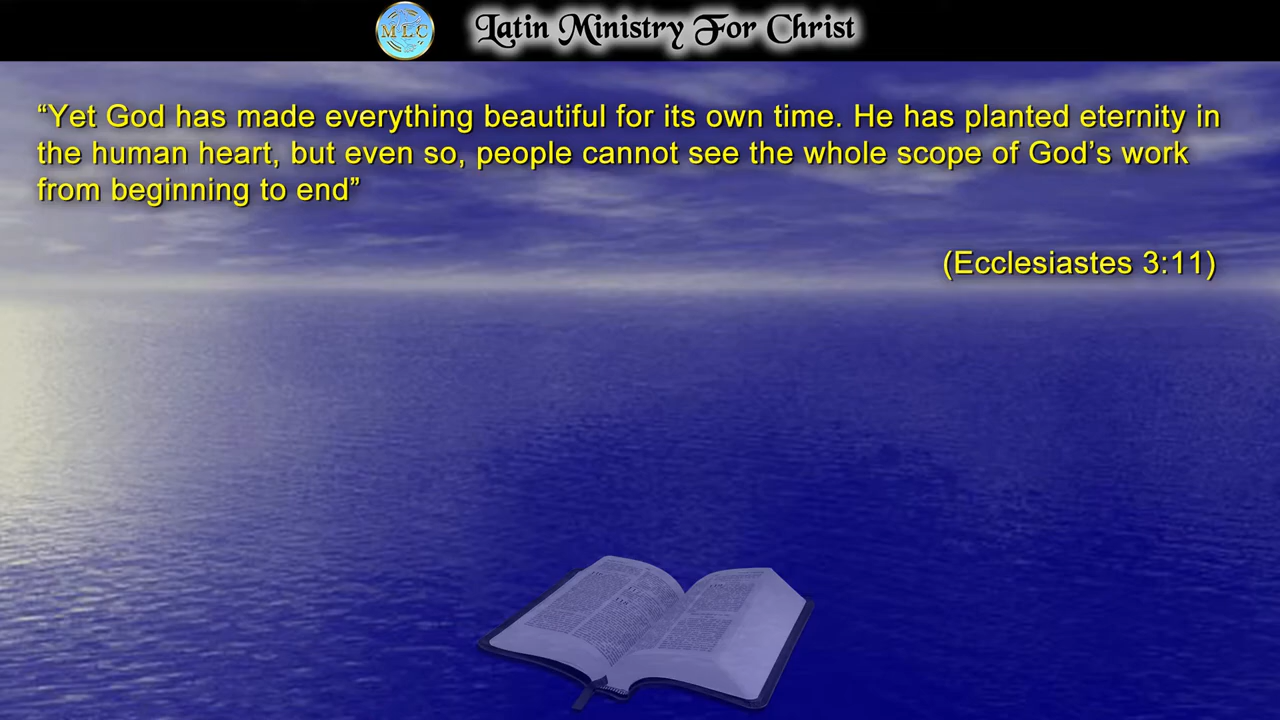 MLC
Latin Ministry For Christ
“Yet God has made everything beautiful for its own time. He has planted eternity in
the human heart, but even so, people cannot see the whole scope of God’s work
from beginning to end”
(Ecclesiastes 3:11)